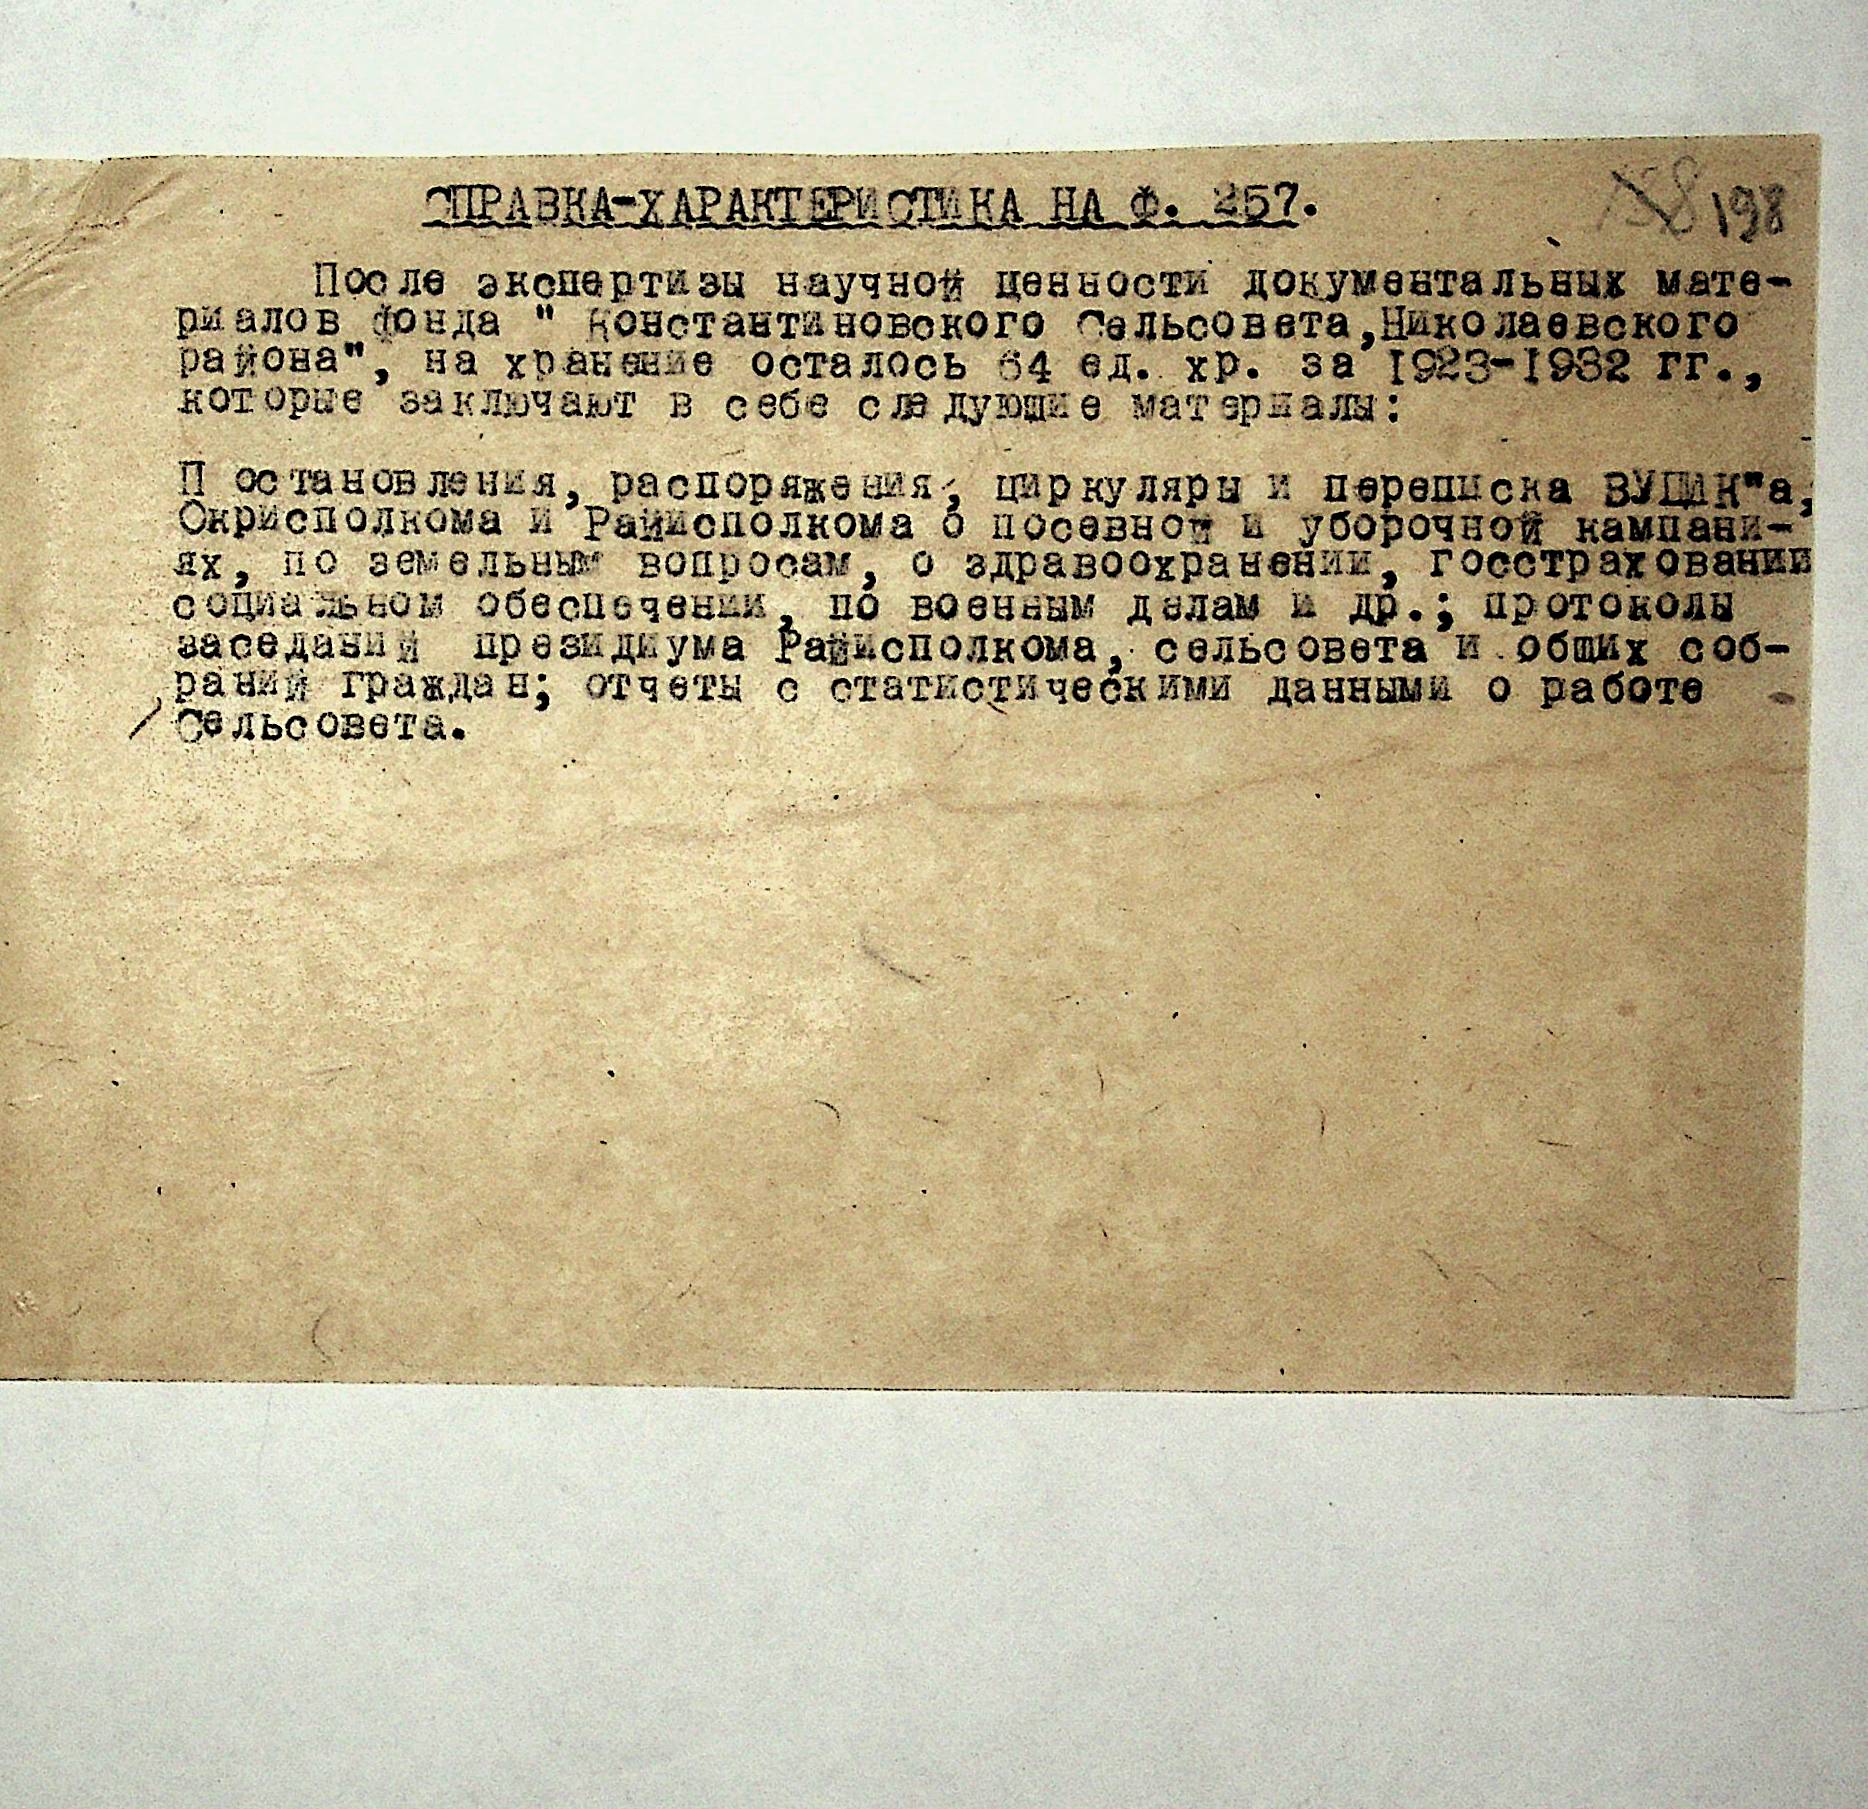 СПРАВКА-ХАРАКТЕРИСТИКА НА Ф. 257.
198
После экспертизы научной ценности документальных мате-
риалов фонда " Константиновского Сельсовета,Николаевского
района", на хранение осталось 64 ед. хр. за 1923-1932 гг.,
которые заключают в себе следующие материалы:
Постановления, распоряжения, циркуляры и переписка ВУЦИК"а,
Окрисполкома и Райисполкома о посевной и уборочной кампани-
ях, по земельным вопросам, о здравоохранении, госстраховании
социальном обеспечении, по военным делам и др.; протоколы
заседаний президиума Райисполкома, сельсовета и общих соб-
раний граждан; отчеты с статистическими данными о работе
Сельсовета.